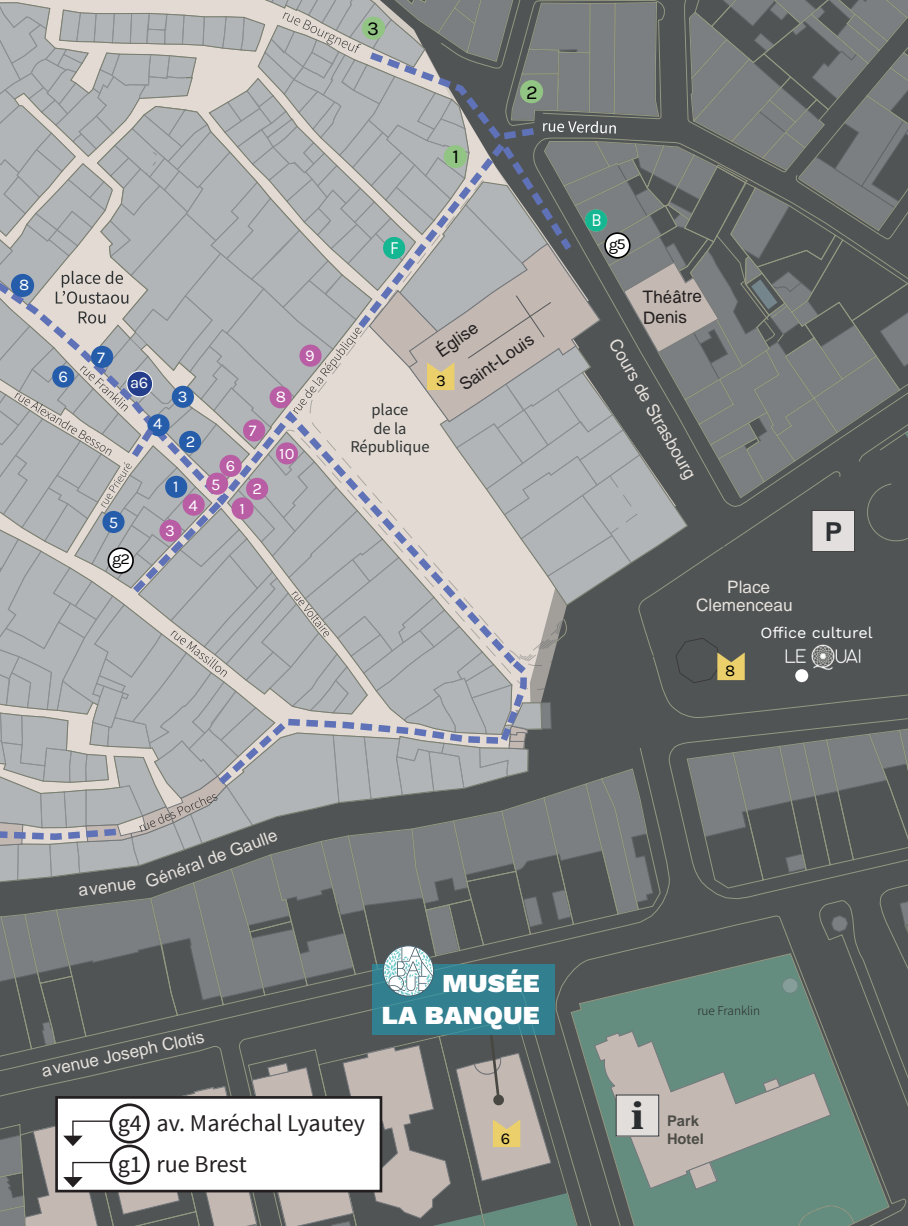 rue Bourgneuf
3
2
rue Verdun
1
B
g5
F
place de
L'Oustaou
Rou
8
Théâtre
Denis
Église
Saint-Louis
3
Cours de Strasbourg
rue de la République
9
7
6
rue Franklin
a6
3
8
place
de la
République
rue Alexandre Besson
4
2
7
10
6
rue Prieuré
1
5
2
4
1
5
3
g2
P
Place
Clemenceau
Office culturel
LE QUAI
8
rue Voltaire
rue Massillon
rue des Porches
avenue Général de Gaulle
LA
BAN
QUE
MUSÉE
LA BANQUE
rue Franklin
avenue Joseph Clotis
6
i
Park
Hotel
g4 av. Maréchal Lyautey
g1 rue Brest